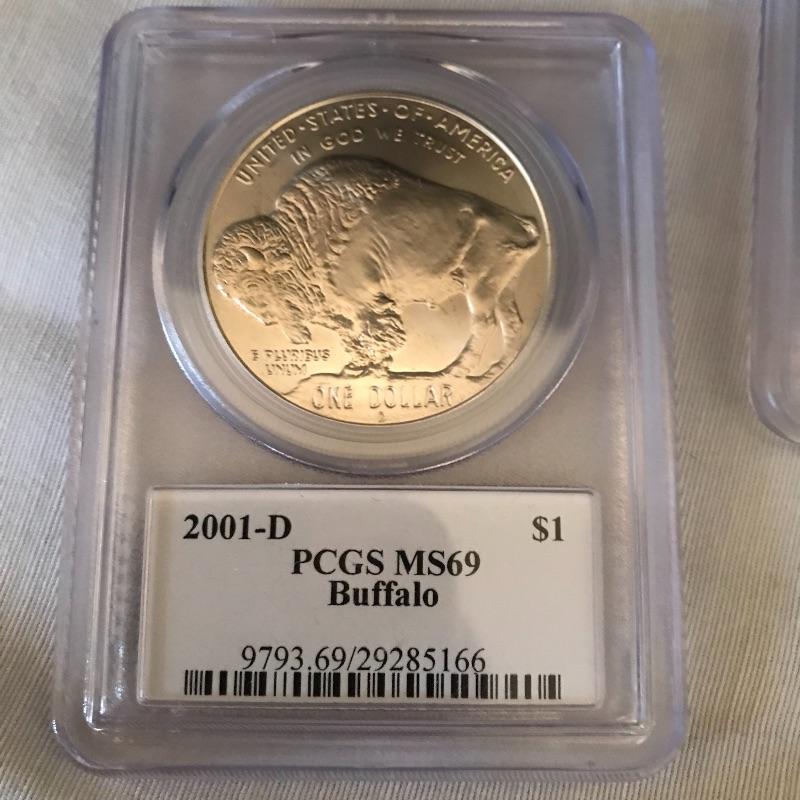 UNITED·STATES·OF·AMERICA
IN GOD WE TRUST
E PLURIBUS
UNUM
ONE DOLLAR
D
2001-D $1
PCGS MS69
Buffalo
9793.69/29285166